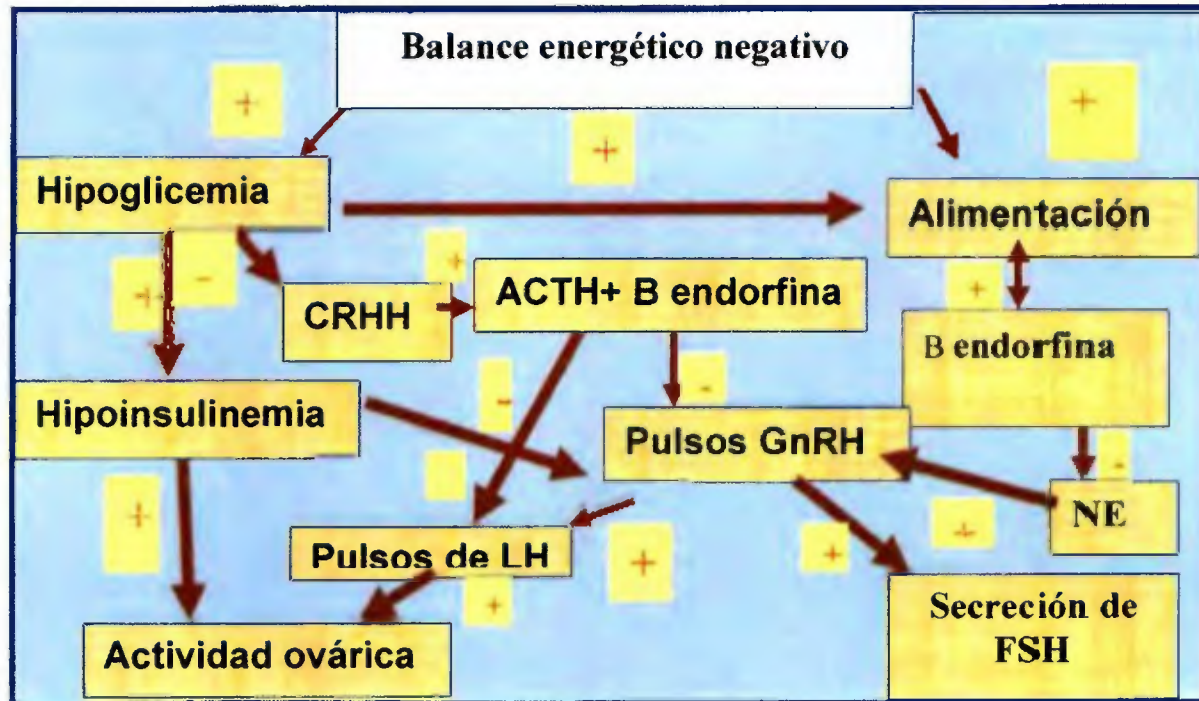 Balance energético negativo
+
+
+
Hipoglicemia
Alimentación
+
-
+
ACTH+ B endorfina
+
CRHH
B endorfina
-
-
-
Hipoinsulinemia
Pulsos GnRH
NE
+
Pulsos de LH
+
+
+
+
Secreción de
FSH
Actividad ovárica